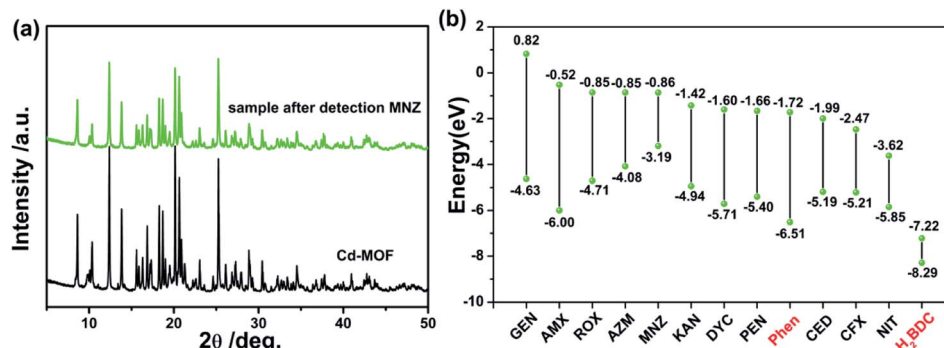 (a)
Intensity /a.u.
sample after detection MNZ
Cd-MOF
5 10 20 30 40 50
2θ /deg.
(b)
Energy(eV)
2
0
-2
-4
-6
-8
-10
0.82 -0.52 -0.85 -0.85 -0.86 -1.42 -1.60 -1.66 -1.72 -1.99 -2.47 -3.62 -7.22
-4.63 -6.00 -4.71 -4.08 -3.19 -4.94 -5.71 -5.40 -6.51 -5.19 -5.21 -5.85 -8.29
GEN AMX ROX AZM MNZ KAN DYC PEN Phen CED CFX NIT H₂BDC